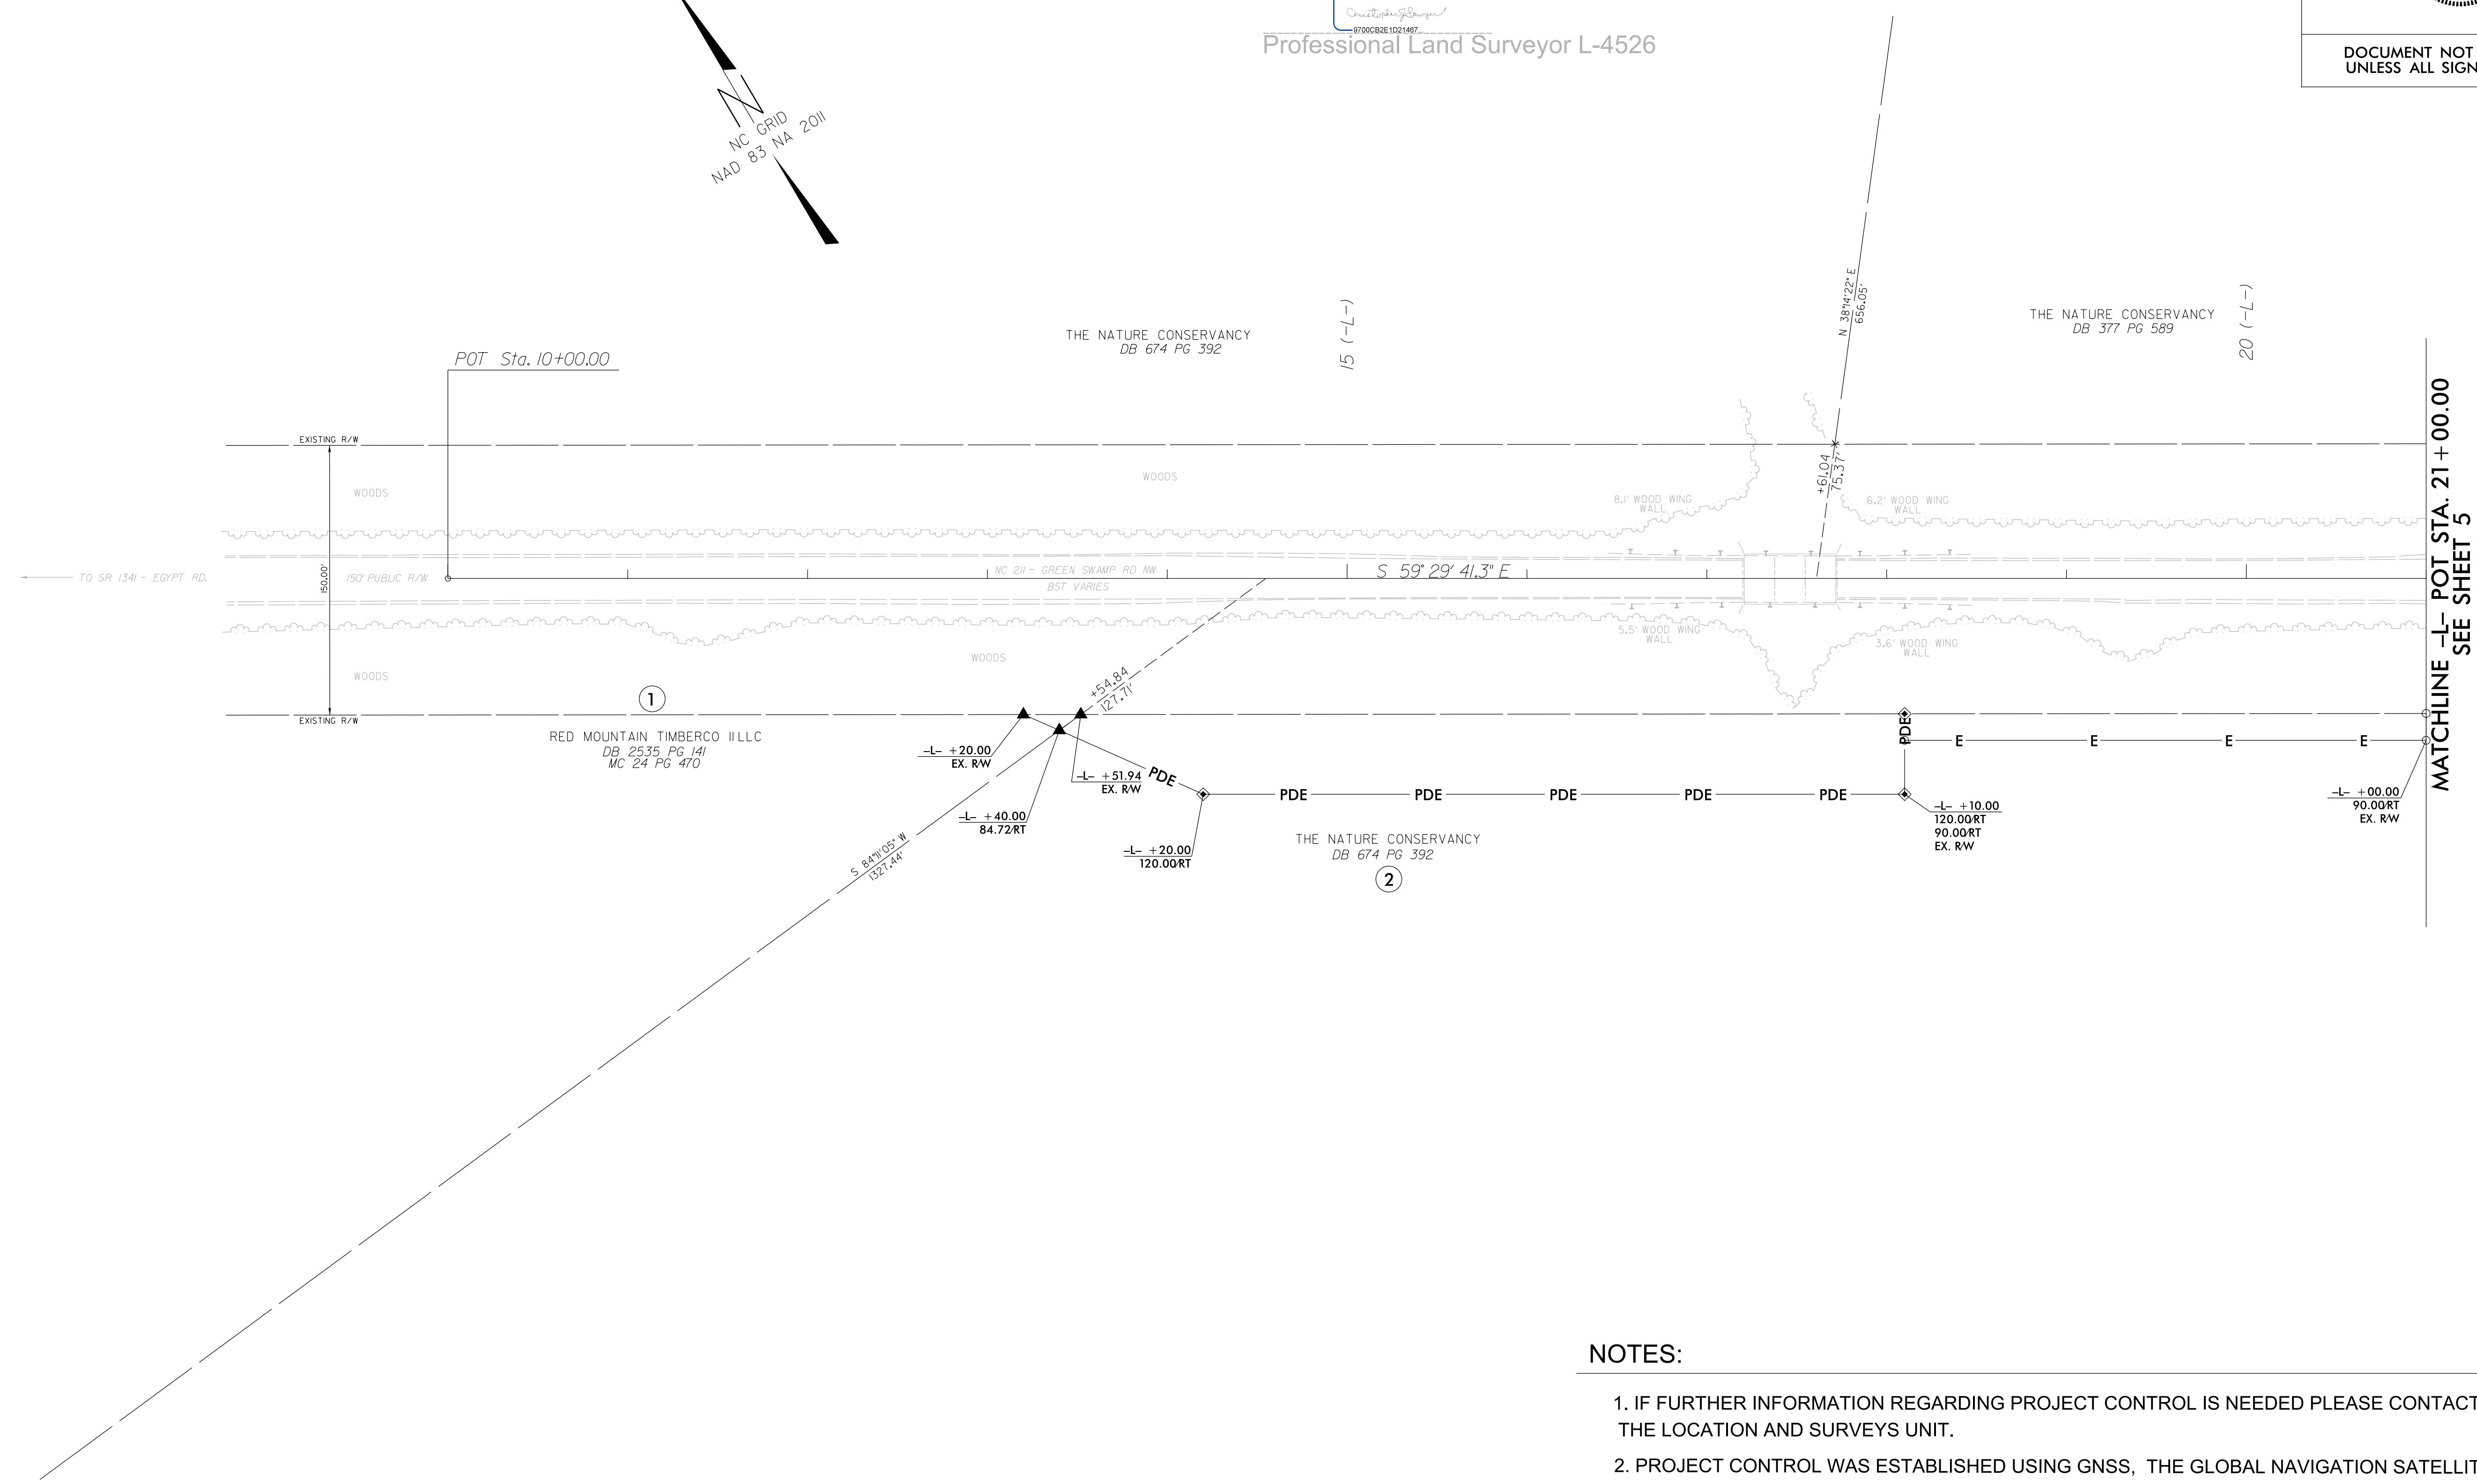 9700CB2E1D21467...
Professional Land Surveyor L-4526
DOCUMENT NOT
UNLESS ALL SIGN
N
NC GRID
NAD 83 NA 2011
THE NATURE CONSERVANCY
DB 674 PG 392
15 (-L-)
N 38°14'22" E
656.05'
THE NATURE CONSERVANCY
DB 377 PG 589
20 (-L-)
POT Sta. 10+00.00
EXISTING R/W
WOODS
WOODS
8.1' WOOD WING
WALL
+61.04
75.37'
6.2' WOOD WING
WALL
MATCHLINE -L- POT STA. 21+00.00
SEE SHEET 5
TO SR 1341 - EGYPT RD.
150.00'
150' PUBLIC R/W
NC 211 - GREEN SWAMP RD NW
BST VARIES
S 59° 29' 41.3" E
5.5' WOOD WING
WALL
3.6' WOOD WING
WALL
WOODS
WOODS
+54.84
127.71'
1
EXISTING R/W
RED MOUNTAIN TIMBERCO II LLC
DB 2535 PG 141
MC 24 PG 470
-L- +20.00
EX. R/W
-L- +51.94
EX. R/W
PDE
PDE
E E E E
PDE PDE PDE PDE PDE
-L- +40.00
84.72/RT
-L- +20.00
120.00/RT
-L- +10.00
120.00/RT
90.00/RT
EX. R/W
-L- +00.00
90.00/RT
EX. R/W
S 84°11'05" W
1327.44'
THE NATURE CONSERVANCY
DB 674 PG 392
2
NOTES:
1. IF FURTHER INFORMATION REGARDING PROJECT CONTROL IS NEEDED PLEASE CONTACT
THE LOCATION AND SURVEYS UNIT.
2. PROJECT CONTROL WAS ESTABLISHED USING GNSS, THE GLOBAL NAVIGATION SATELLIT